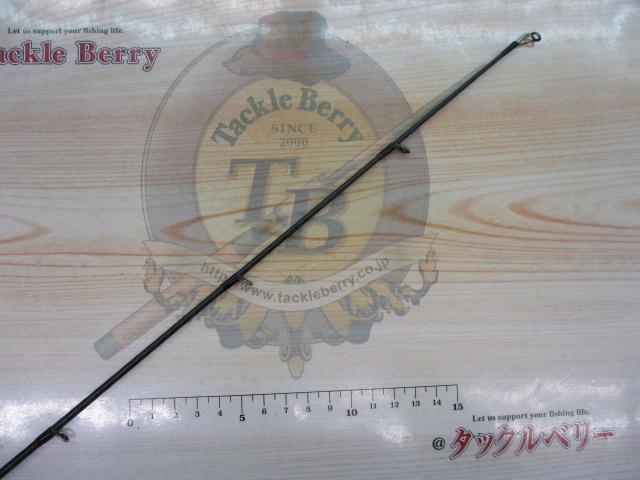 Let us support your fishing life.
Tackle Berry
Tackle Berry
SINCE
2000
TB
http://www.tackleberry.co.jp
0 1 2 3 4 5 6 7 8 9 10 11 12 13 14 15
Let us support your fishing life.
@ タックルベリー